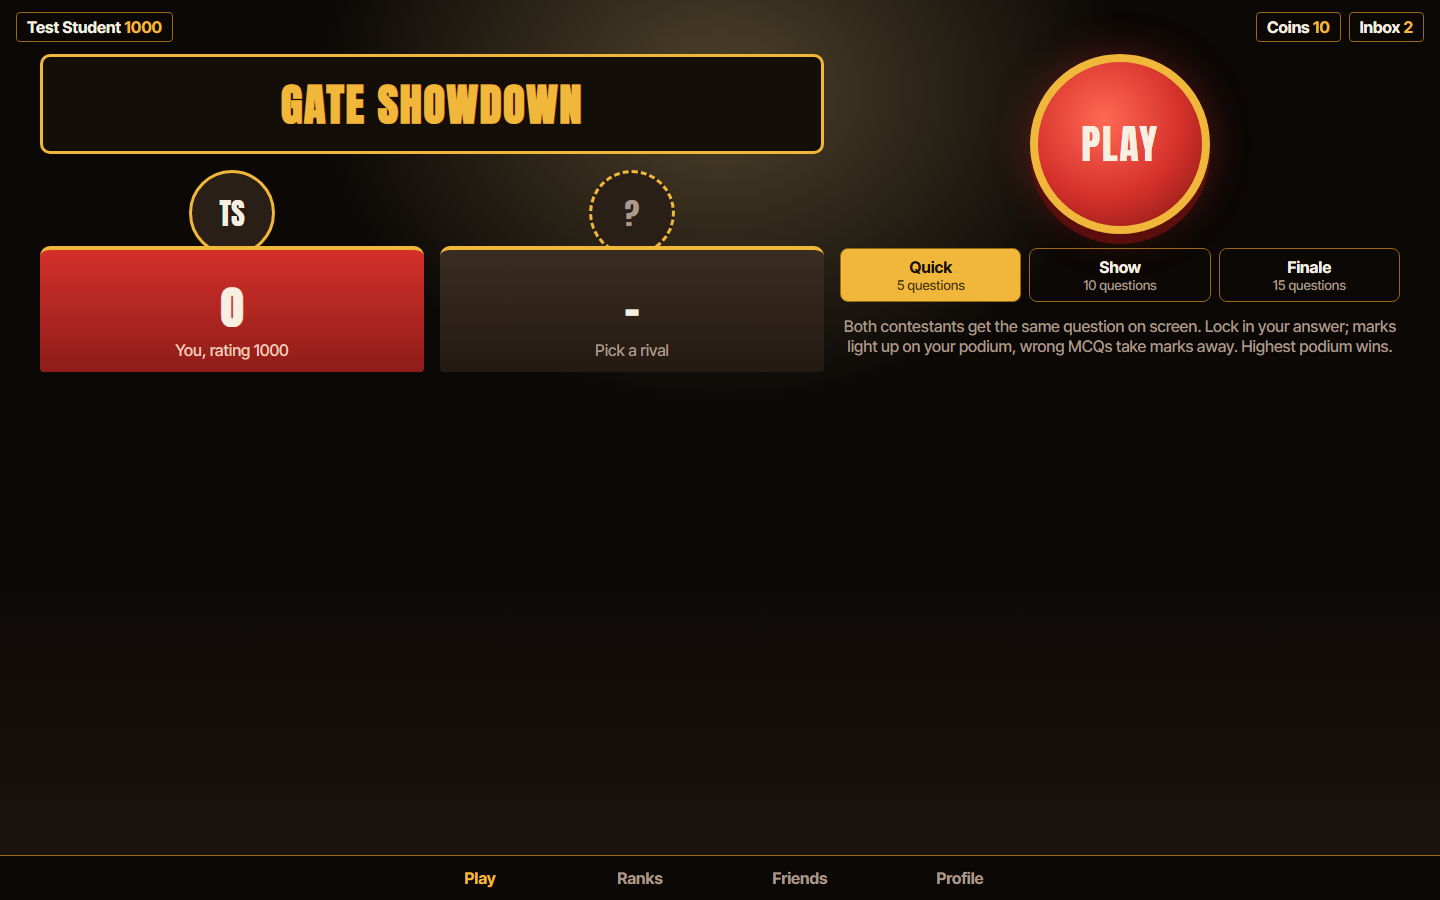 Test Student 1000
Coins 10
Inbox 2
GATE SHOWDOWN
PLAY
TS
?
0
You, rating 1000
-
Pick a rival
Quick
5 questions
Show
10 questions
Finale
15 questions
Both contestants get the same question on screen. Lock in your answer; marks
light up on your podium, wrong MCQs take marks away. Highest podium wins.
Play
Ranks
Friends
Profile